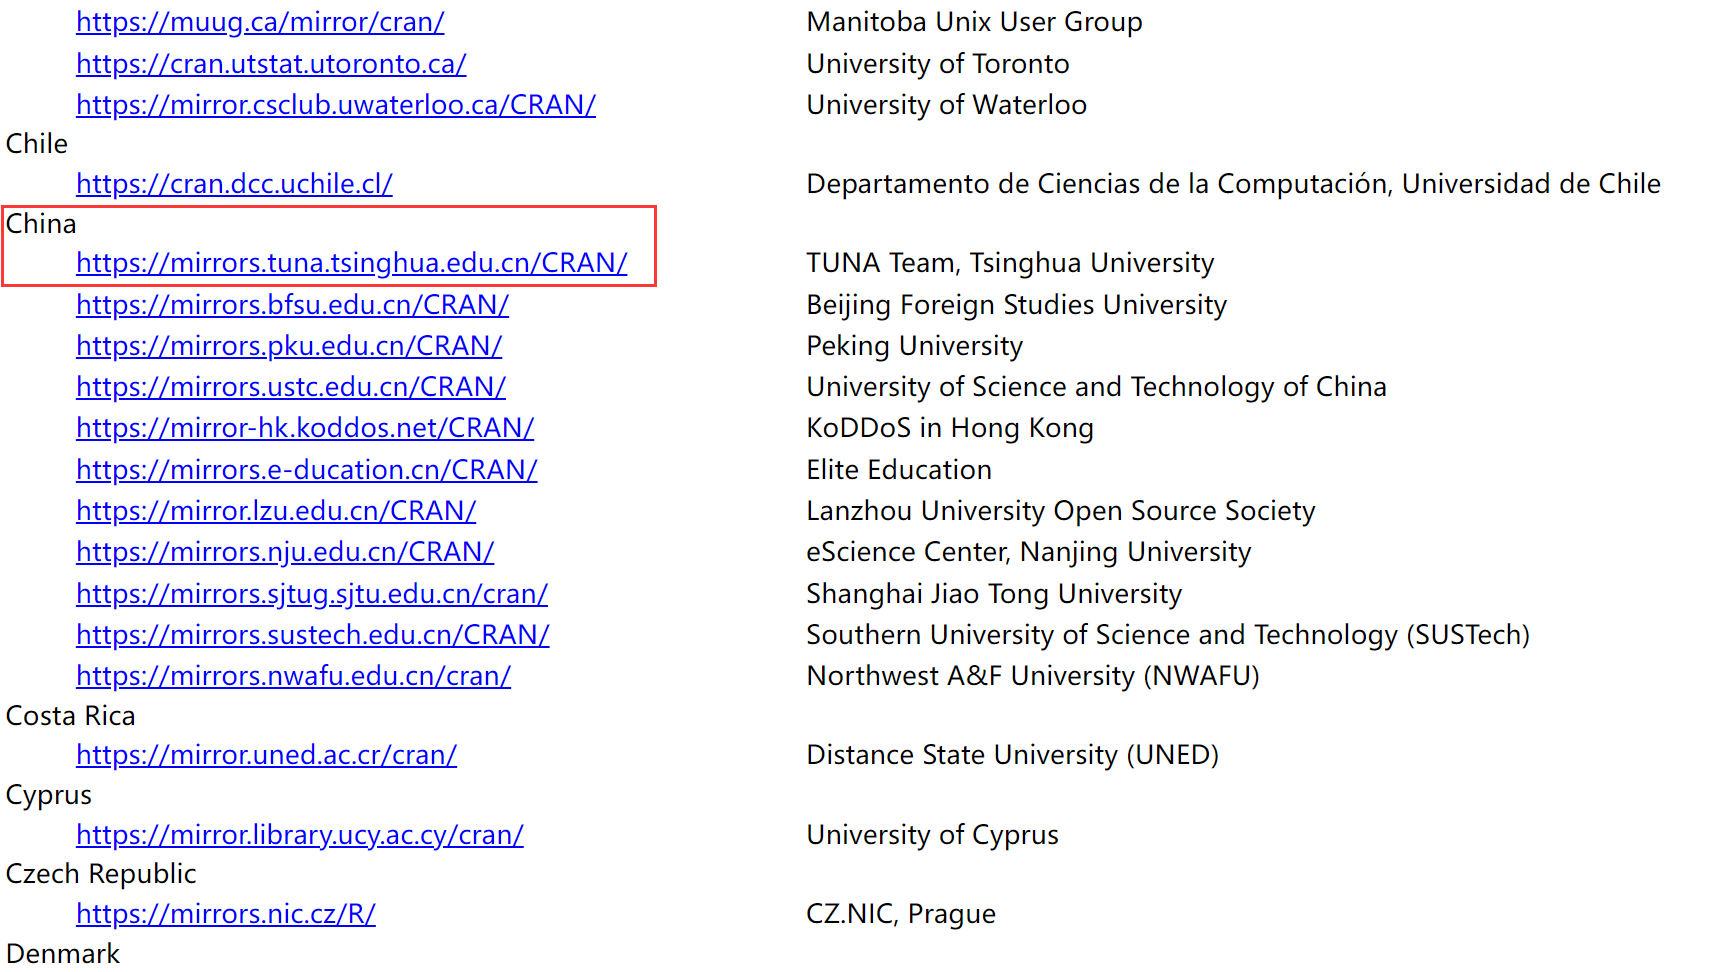 https://muug.ca/mirror/cran/ Manitoba Unix User Group
https://cran.utstat.utoronto.ca/ University of Toronto
https://mirror.csclub.uwaterloo.ca/CRAN/ University of Waterloo
Chile
https://cran.dcc.uchile.cl/ Departamento de Ciencias de la Computación, Universidad de Chile
China
https://mirrors.tuna.tsinghua.edu.cn/CRAN/ TUNA Team, Tsinghua University
https://mirrors.bfsu.edu.cn/CRAN/ Beijing Foreign Studies University
https://mirrors.pku.edu.cn/CRAN/ Peking University
https://mirrors.ustc.edu.cn/CRAN/ University of Science and Technology of China
https://mirror-hk.koddos.net/CRAN/ KoDDoS in Hong Kong
https://mirrors.e-ducation.cn/CRAN/ Elite Education
https://mirror.lzu.edu.cn/CRAN/ Lanzhou University Open Source Society
https://mirrors.nju.edu.cn/CRAN/ eScience Center, Nanjing University
https://mirrors.sjtug.sjtu.edu.cn/cran/ Shanghai Jiao Tong University
https://mirrors.sustech.edu.cn/CRAN/ Southern University of Science and Technology (SUSTech)
https://mirrors.nwafu.edu.cn/cran/ Northwest A&F University (NWAFU)
Costa Rica
https://mirror.uned.ac.cr/cran/ Distance State University (UNED)
Cyprus
https://mirror.library.ucy.ac.cy/cran/ University of Cyprus
Czech Republic
https://mirrors.nic.cz/R/ CZ.NIC, Prague
Denmark